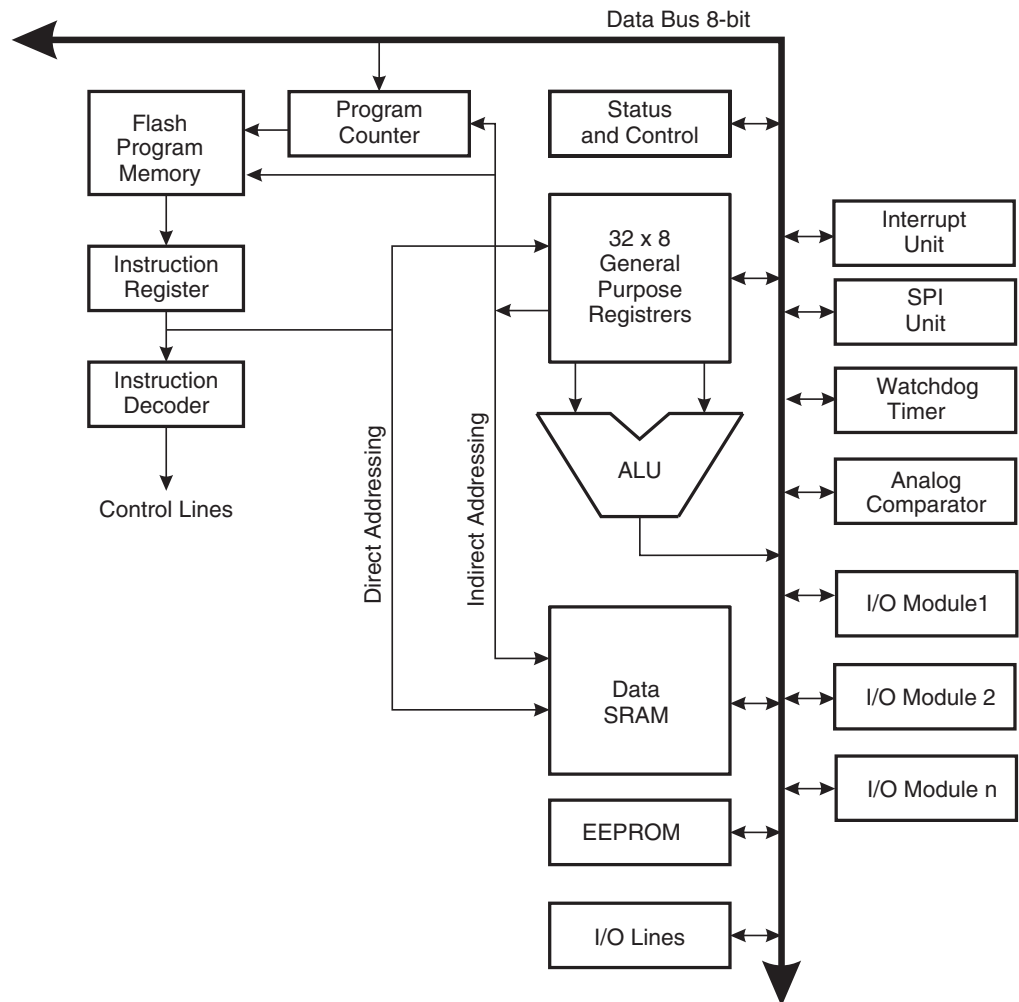 Data Bus 8-bit
Flash
Program
Memory
Program
Counter
Status
and Control
Interrupt
Unit
32 x 8
General
Purpose
Registrers
Instruction
Register
SPI
Unit
Instruction
Decoder
Watchdog
Timer
ALU
Analog
Comparator
Control Lines
Direct Addressing
Indirect Addressing
I/O Module1
Data
SRAM
I/O Module 2
I/O Module n
EEPROM
I/O Lines